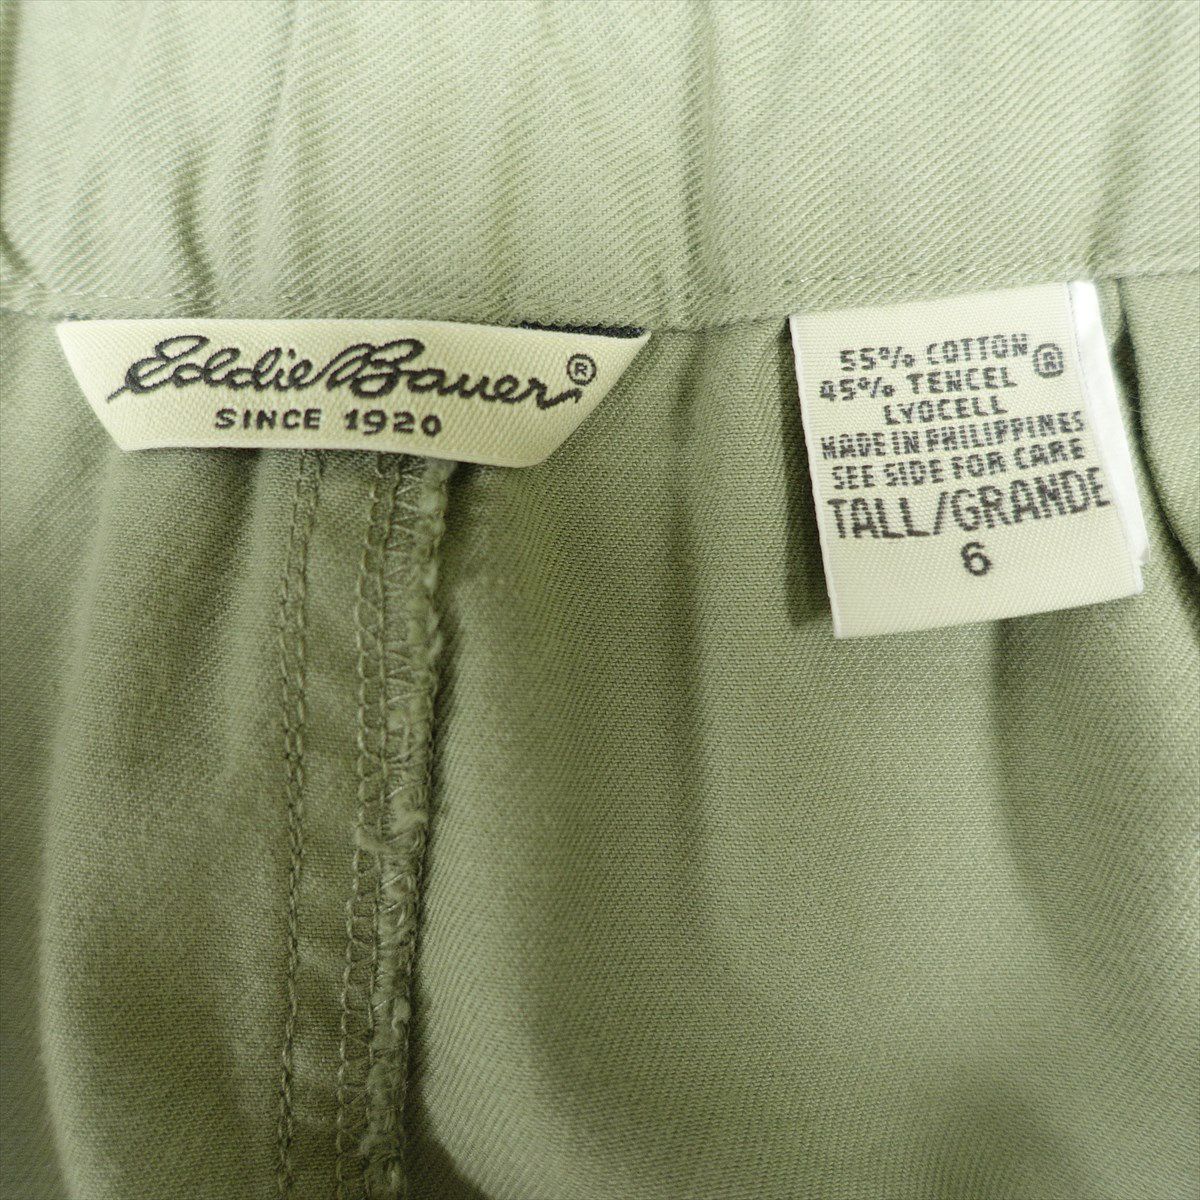 Eddie Bauer®
SINCE 1920
55% COTTON
45% TENCEL ®
LYOCELL
MADE IN PHILIPPINES
SEE SIDE FOR CARE
TALL/GRANDE
6